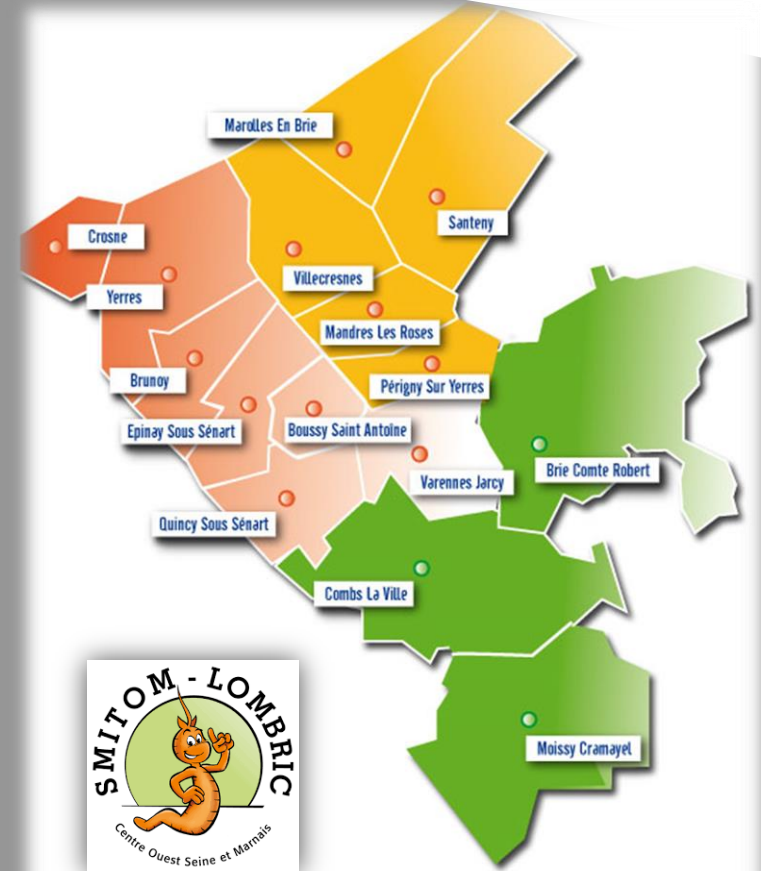 Marolles En Brie
Santeny
Crosne
Villecresnes
Yerres
Mandres Les Roses
Brunoy
Périgny Sur Yerres
Epinay Sous Sénart
Boussy Saint Antoine
Brie Comte Robert
Varennes Jarcy
Quincy Sous Sénart
Combs La Ville
SMITOM - LOMBRIC
Centre Ouest Seine et Marnais
Moissy Cramayel